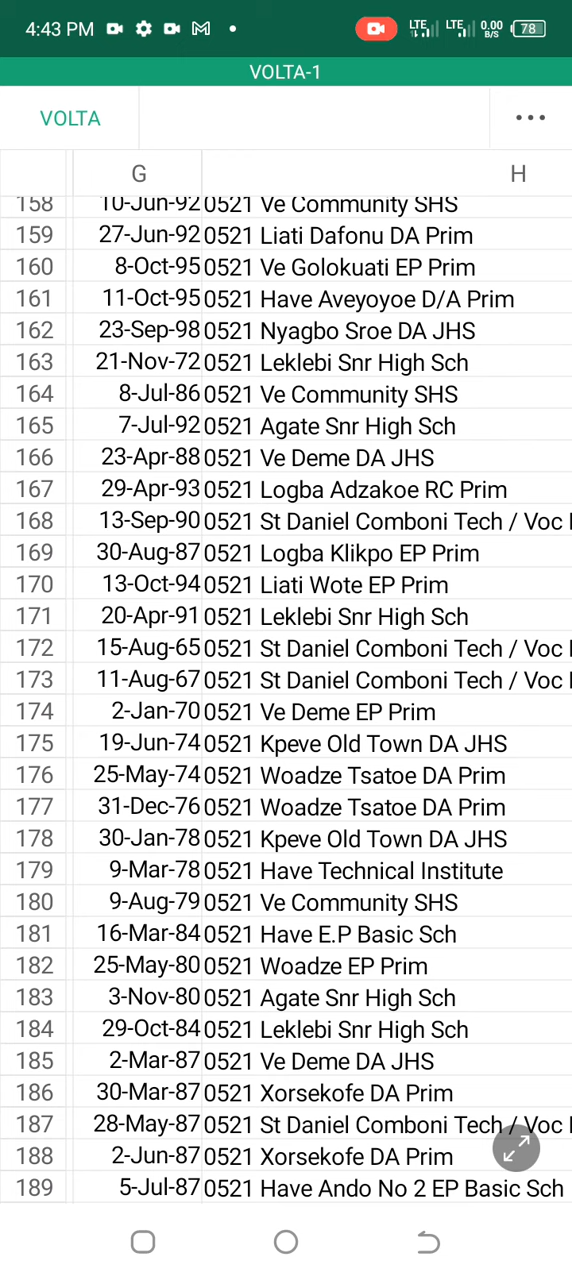 4:43 PM LTE LTE 0.00 B/S 78
VOLTA-1
VOLTA
G H
158 10-Jun-92 0521 Ve Community SHS
159 27-Jun-92 0521 Liati Dafonu DA Prim
160 8-Oct-95 0521 Ve Golokuati EP Prim
161 11-Oct-95 0521 Have Aveyoyoe D/A Prim
162 23-Sep-98 0521 Nyagbo Sroe DA JHS
163 21-Nov-72 0521 Leklebi Snr High Sch
164 8-Jul-86 0521 Ve Community SHS
165 7-Jul-92 0521 Agate Snr High Sch
166 23-Apr-88 0521 Ve Deme DA JHS
167 29-Apr-93 0521 Logba Adzakoe RC Prim
168 13-Sep-90 0521 St Daniel Comboni Tech / Voc
169 30-Aug-87 0521 Logba Klikpo EP Prim
170 13-Oct-94 0521 Liati Wote EP Prim
171 20-Apr-91 0521 Leklebi Snr High Sch
172 15-Aug-65 0521 St Daniel Comboni Tech / Voc
173 11-Aug-67 0521 St Daniel Comboni Tech / Voc
174 2-Jan-70 0521 Ve Deme EP Prim
175 19-Jun-74 0521 Kpeve Old Town DA JHS
176 25-May-74 0521 Woadze Tsatoe DA Prim
177 31-Dec-76 0521 Woadze Tsatoe DA Prim
178 30-Jan-78 0521 Kpeve Old Town DA JHS
179 9-Mar-78 0521 Have Technical Institute
180 9-Aug-79 0521 Ve Community SHS
181 16-Mar-84 0521 Have E.P Basic Sch
182 25-May-80 0521 Woadze EP Prim
183 3-Nov-80 0521 Agate Snr High Sch
184 29-Oct-84 0521 Leklebi Snr High Sch
185 2-Mar-87 0521 Ve Deme DA JHS
186 30-Mar-87 0521 Xorsekofe DA Prim
187 28-May-87 0521 St Daniel Comboni Tech / Voc
188 2-Jun-87 0521 Xorsekofe DA Prim
189 5-Jul-87 0521 Have Ando No 2 EP Basic Sch